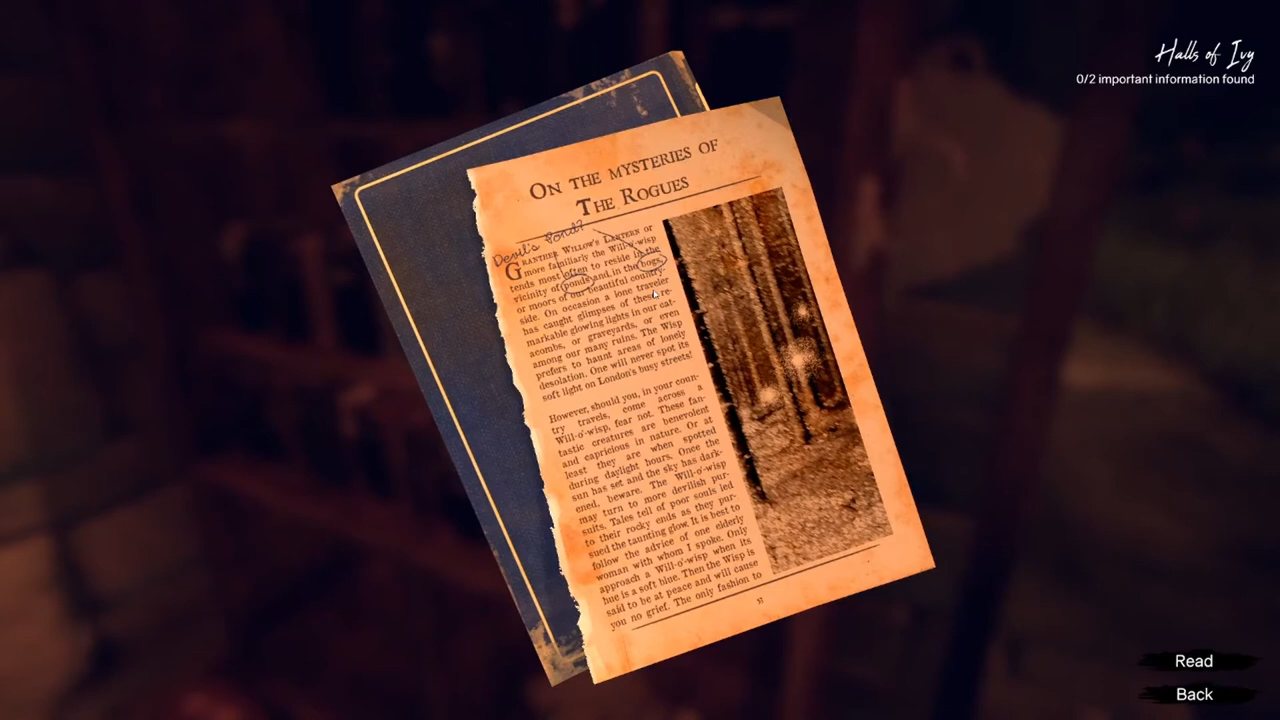 Halls of Ivy
0/2 important information found
On the mysteries of
The Rogues
Devil's Pond?
Granther Willow's Lantern or
more familiarly the Will-o'-wisp
tends most often to reside in the
vicinity of ponds and in the bogs,
or moors of our beautiful country-
side. On occasion a lone traveler
has caught glimpses of these re-
markable glowing lights in our cat-
acombs, or graveyards, or even
among our many ruins. The Wisp
prefers to haunt areas of lonely
desolation. One will never spot its
soft light on London's busy streets!
However, should you, in your coun-
try travels, come across a
Will-o'-wisp, fear not. These fan-
tastic creatures are benevolent
and capricious in nature. Or at
least they are when spotted
during daylight hours. Once the
sun has set and the sky has dark-
ened, beware. The Will-o'-wisp
may turn to more devilish pur-
suits. Tales tell of poor souls led
to their rocky ends as they pur-
sued the taunting glow. It is best to
follow the advice of one elderly
woman with whom I spoke. Only
approach a Will-o'-wisp when its
hue is a soft blue. Then the Wisp is
said to be at peace and will cause
you no grief. The only fashion to
Read
Back